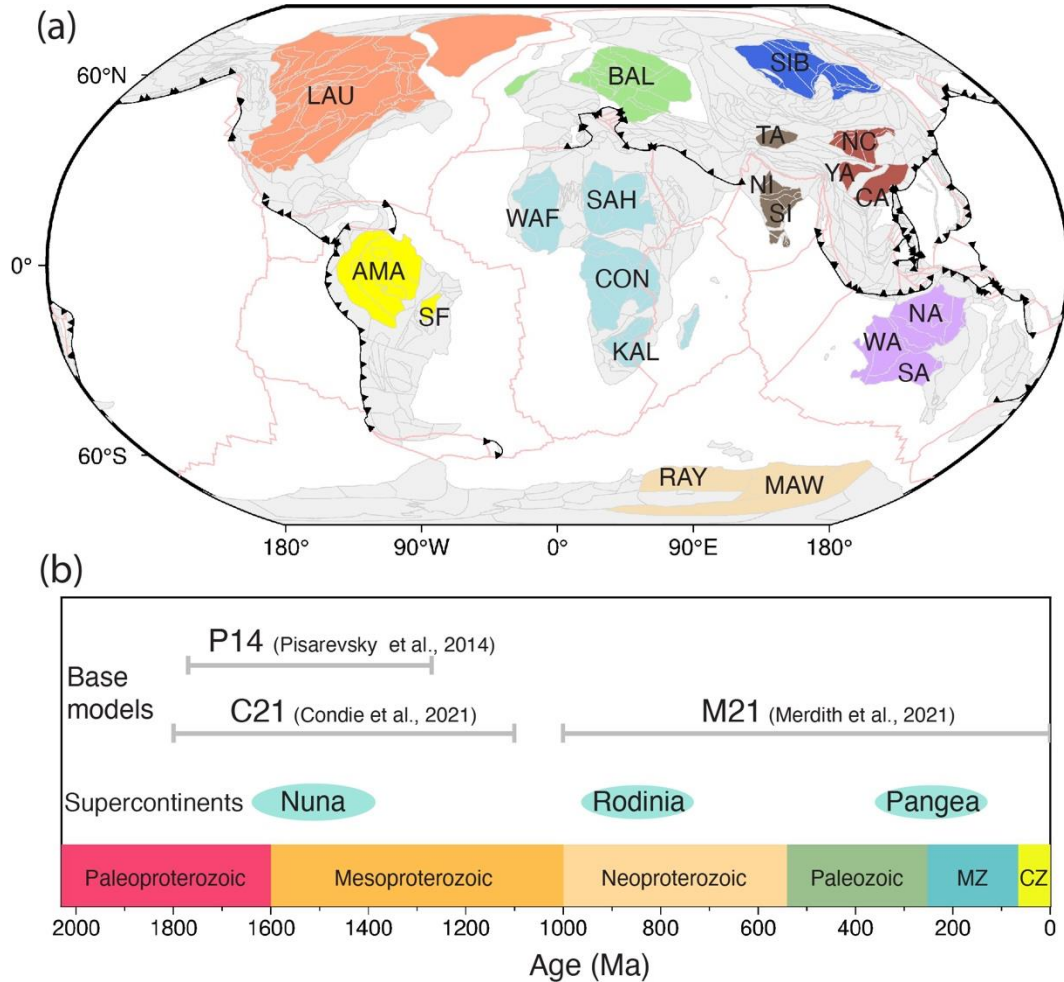 (a)
60°N
0°
60°S
LAU
BAL
SIB
TA
NC
YA
CA
NI
SI
WAF
SAH
AMA
SF
CON
KAL
NA
WA
SA
RAY
MAW
180°
90°W
0°
90°E
180°
(b)
P14 (Pisarevsky et al., 2014)
Base
models
C21 (Condie et al., 2021)
M21 (Merdith et al., 2021)
Supercontinents
Nuna
Rodinia
Pangea
Paleoproterozoic
Mesoproterozoic
Neoproterozoic
Paleozoic
MZ
CZ
2000 1800 1600 1400 1200 1000 800 600 400 200 0
Age (Ma)